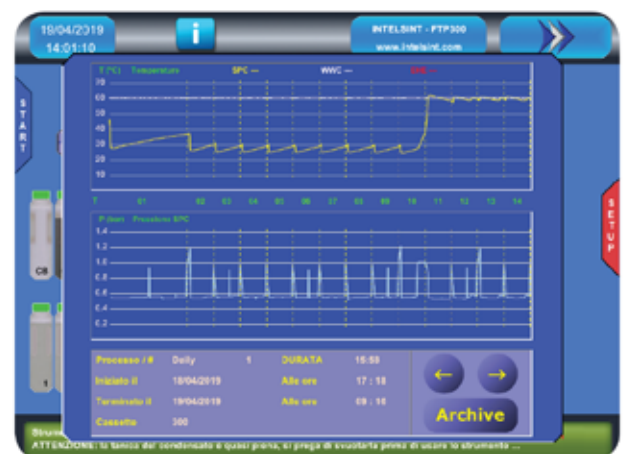 18/04/2019
14:01:10
i
INTELSINT - FTP300
www.intelsint.com
START
SETUP
T (°C) Temperature SPC --- WWC ---
70
60
50
40
30
20
10
T 01 02 03 04 05 06 07 08 09 10 11 12 13 14
P (bar) Pressione SPC
1.4
1.2
1.0
0.8
0.6
0.4
0.2
C8
1
Processo / # Daily 1 DURATA 15:58
Iniziato il 18/04/2019 Alle ore 17 : 18
Terminato il 19/04/2019 Alle ore 09 : 16
Cassette 300
← →
Archive
ATTENZIONE: la tanica del condensato è quasi piena, si prega di svuotarla prima di usare lo strumento ...